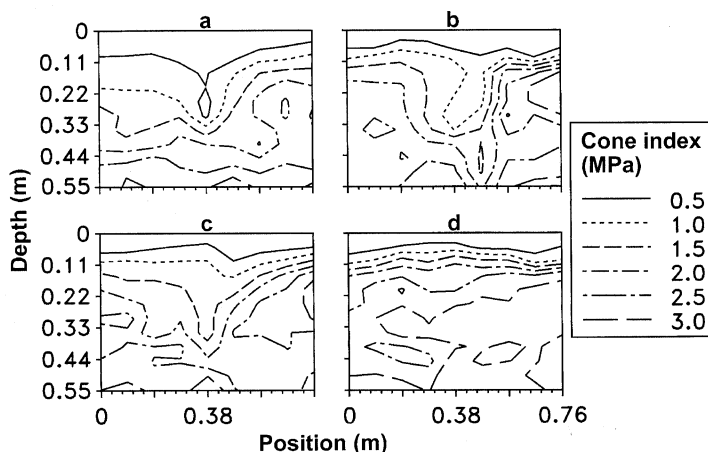 a b
0
0.11
0.22
0.33
0.44
0.55
c d
0
0.11
0.22
0.33
0.44
0.55
Depth (m)
0 0.38 0 0.38 0.76
Position (m)
Cone index
(MPa)
0.5
1.0
1.5
2.0
2.5
3.0